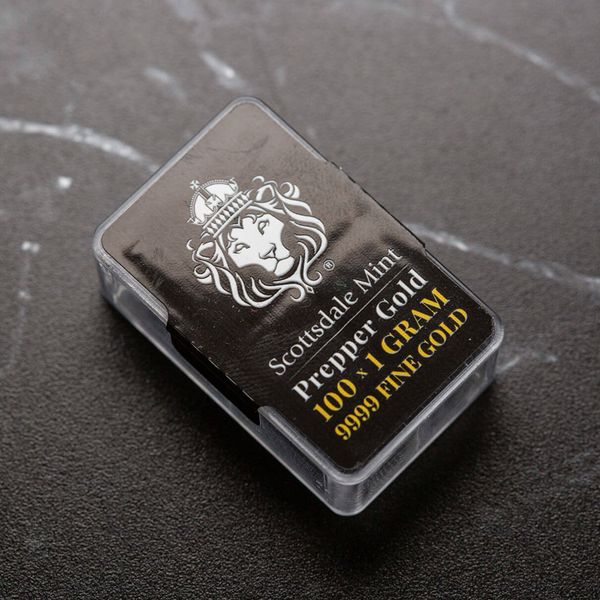 ®
Scottsdale Mint
Prepper Gold
100 x 1 GRAM
9999 FINE GOLD